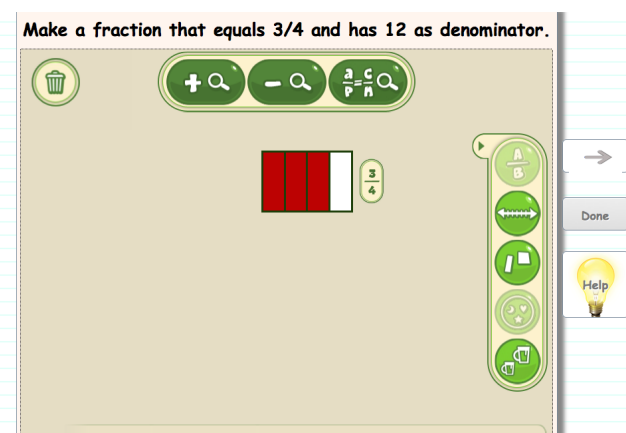 Make a fraction that equals 3/4 and has 12 as denominator.
+ -
a/p=c/n
3/4
A/B
Done
Help